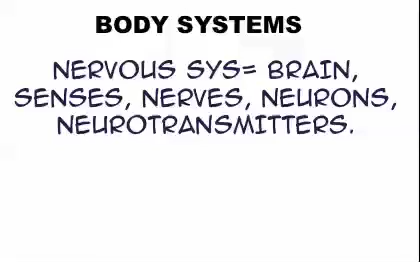 BODY SYSTEMS
NERVOUS SYS= BRAIN,
SENSES, NERVES, NEURONS,
NEUROTRANSMITTERS.